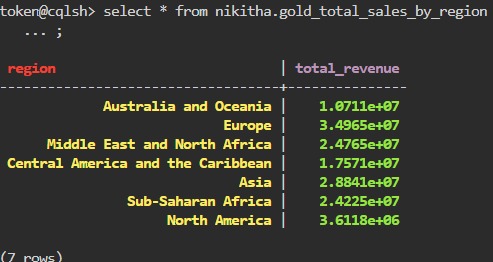 token@cqlsh> select * from nikitha.gold_total_sales_by_region
... ;
region | total_revenue
----------------------------------+---------------
Australia and Oceania | 1.0711e+07
Europe | 3.4965e+07
Middle East and North Africa | 2.4765e+07
Central America and the Caribbean | 1.7571e+07
Asia | 2.8841e+07
Sub-Saharan Africa | 2.4225e+07
North America | 3.6118e+06
(7 rows)